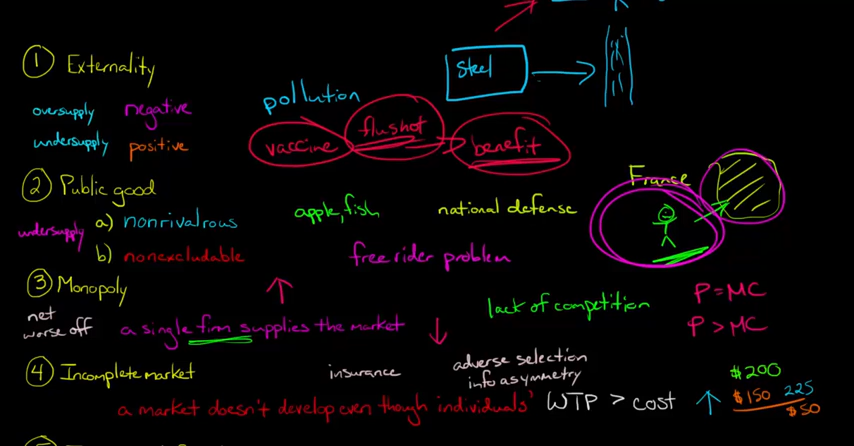 ① Externality
steel
pollution
oversupply negative
undersupply positive
vaccine flushot benefit
② Public good
France
undersupply
a) nonrivalrous
apple, fish
national defense
b) nonexcludable
free rider problem
③ Monopoly
net
worse off
a single firm supplies the market
lack of competition
P = MC
P > MC
④ Incomplete market
insurance
adverse selection
info asymmetry
a market doesn't develop even though individuals'
WTP > cost
$200
$150 225
$50